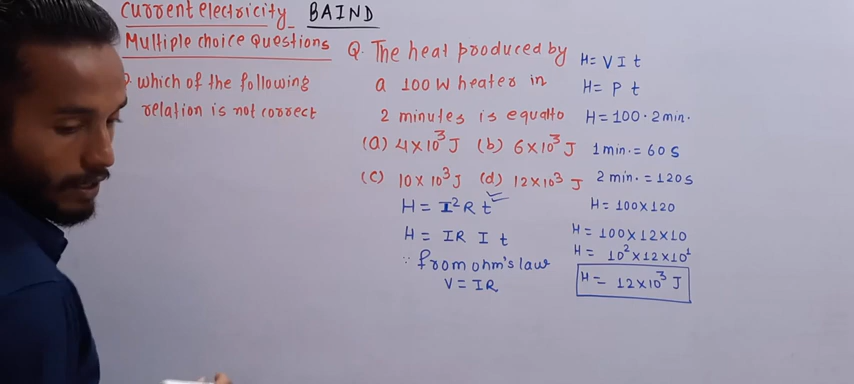 Current electricity BAIND
Multiple choice Questions
Q. which of the following
relation is not correct
Q. The heat produced by
a 100 W heater in
2 minutes is equal to
(a) 4×10³ J (b) 6×10³ J
(c) 10×10³ J (d) 12×10³ J
H = I² R t
H = IR I t
∵ from ohm's law
V = IR
H = V I t
H = P t
H = 100 · 2 min.
1 min. = 60 s
2 min. = 120 s
H = 100 × 120
H = 100 × 12 × 10
H = 10² × 12 × 10¹
H = 12 × 10³ J